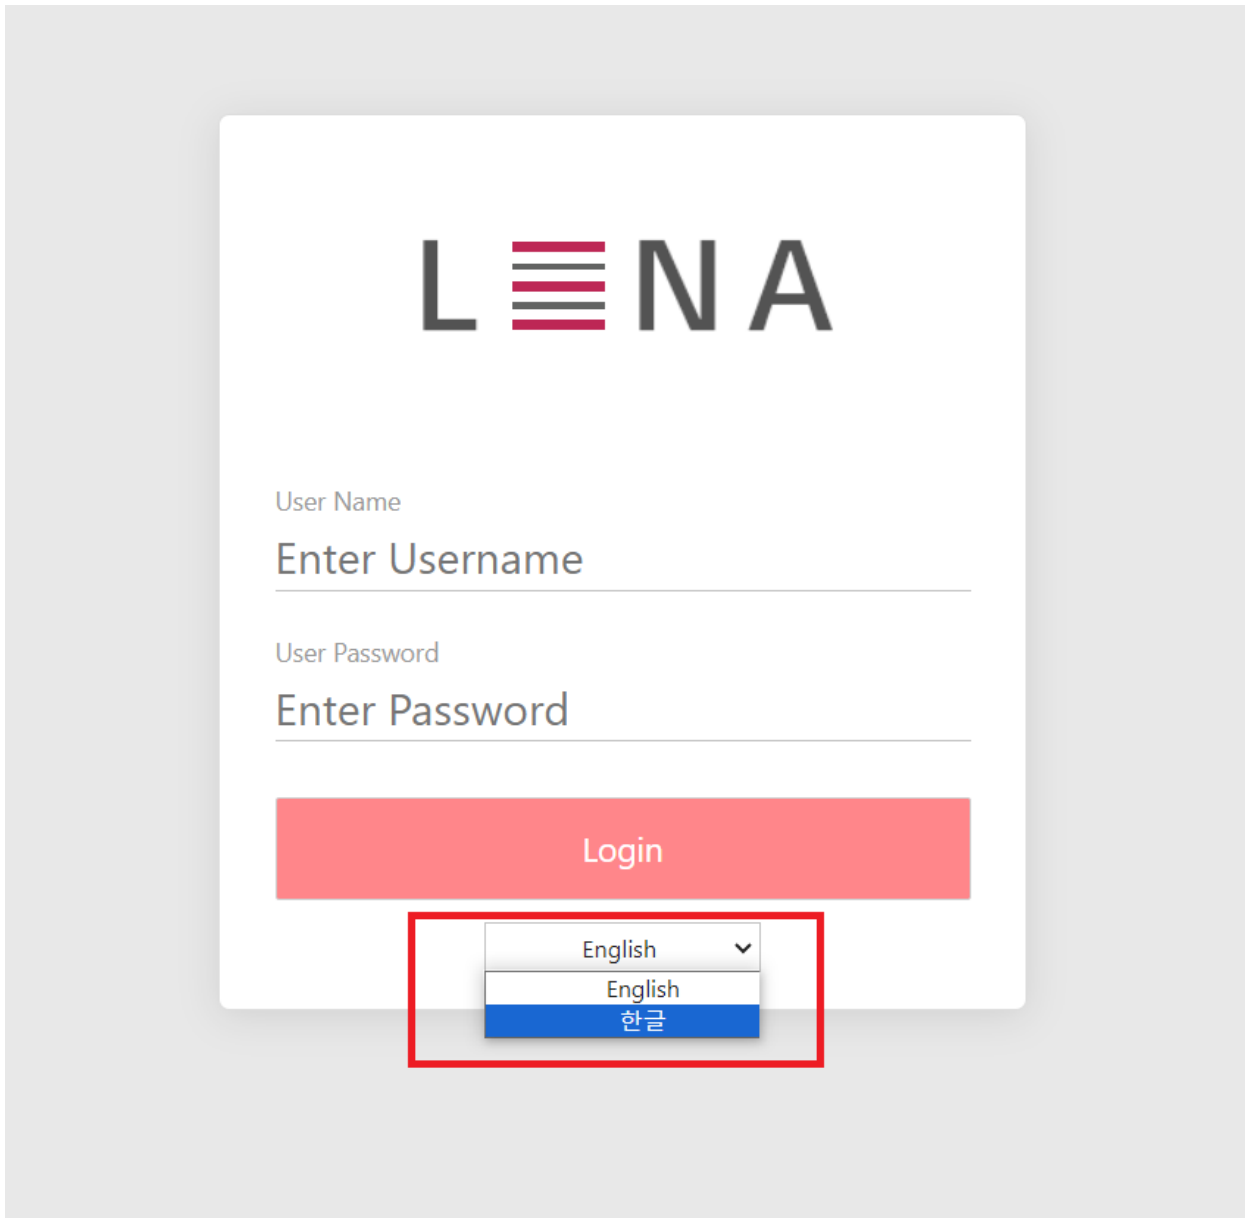 LENA
User Name
Enter Username
User Password
Enter Password
Login
English
English
한글